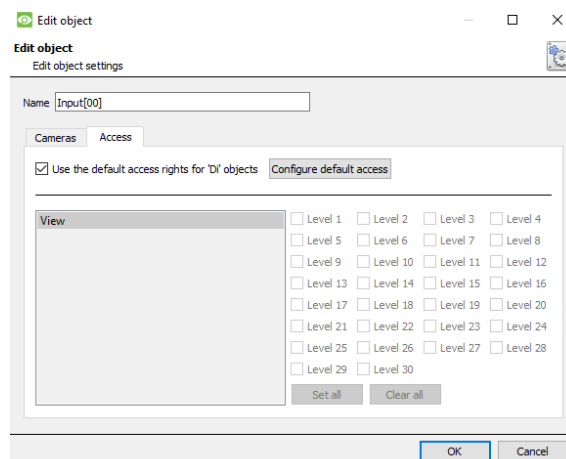 Edit object
Edit object
Edit object settings
Name Input[00]
Cameras Access
Use the default access rights for 'Di' objects Configure default access
View
Level 1 Level 2 Level 3 Level 4
Level 5 Level 6 Level 7 Level 8
Level 9 Level 10 Level 11 Level 12
Level 13 Level 14 Level 15 Level 16
Level 17 Level 18 Level 19 Level 20
Level 21 Level 22 Level 23 Level 24
Level 25 Level 26 Level 27 Level 28
Level 29 Level 30
Set all Clear all
OK Cancel